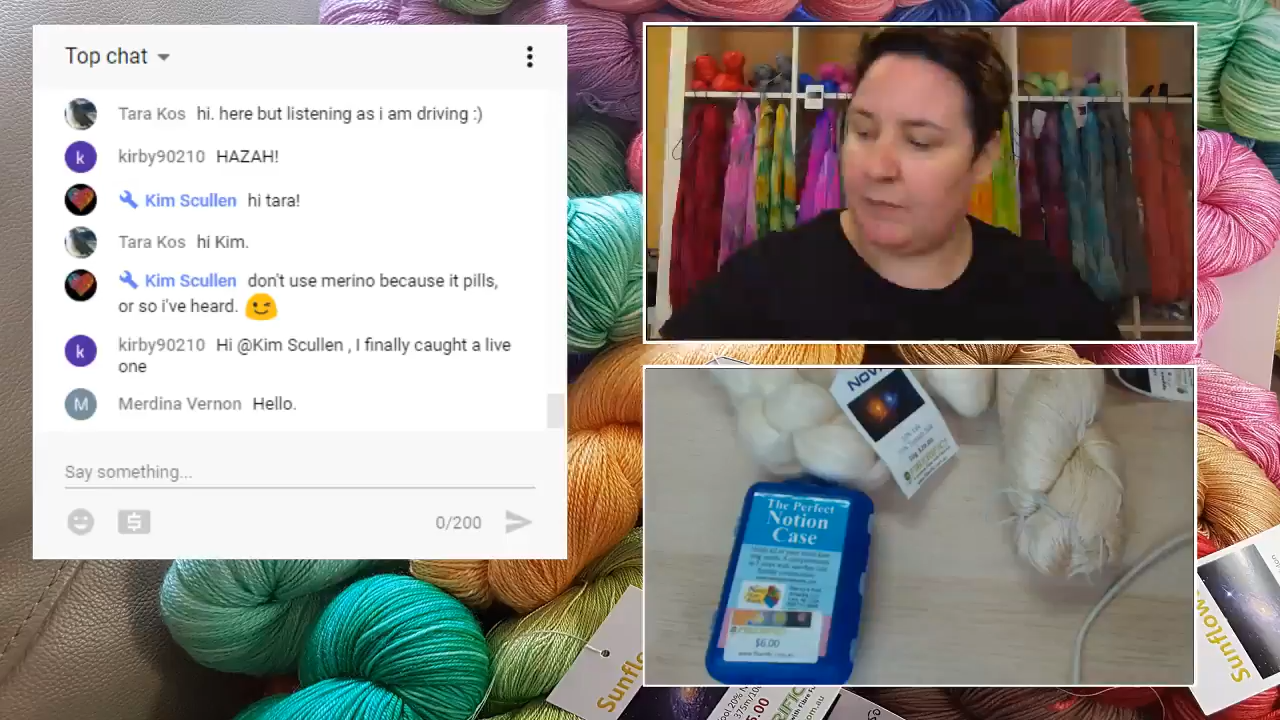 Top chat
Tara Kos hi. here but listening as i am driving :)
k kirby90210 HAZAH!
Kim Scullen hi tara!
Tara Kos hi Kim.
Kim Scullen don't use merino because it pills,
or so i've heard.
k kirby90210 Hi @Kim Scullen , I finally caught a live
one
M Merdina Vernon Hello.
Say something...
0/200
The Perfect
Notion
Case
$6.00
Sunflow
Sunflow